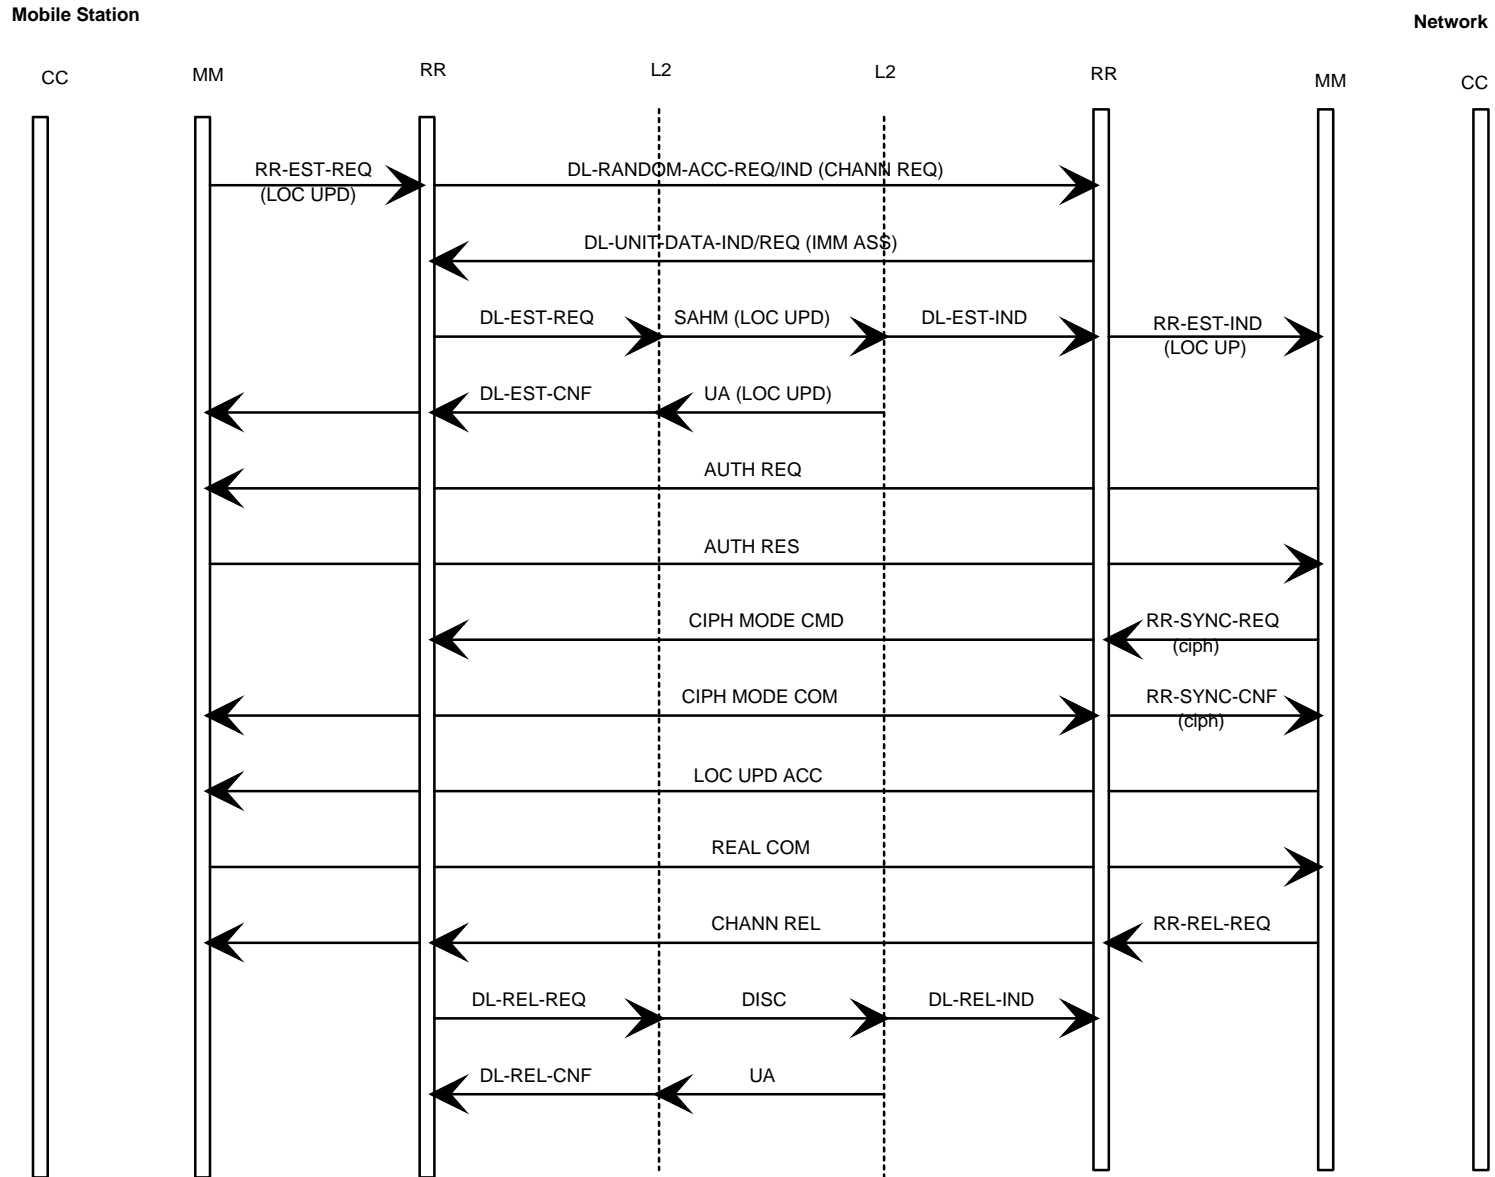 Mobile Station
Network
CC
MM
RR
L2
L2
RR
MM
CC
RR-EST-REQ
(LOC UPD)
DL-RANDOM-ACC-REQ/IND (CHANN REQ)
DL-UNIT-DATA-IND/REQ (IMM ASS)
DL-EST-REQ
SAHM (LOC UPD)
DL-EST-IND
RR-EST-IND
(LOC UP)
DL-EST-CNF
UA (LOC UPD)
AUTH REQ
AUTH RES
CIPH MODE CMD
RR-SYNC-REQ
(ciph)
CIPH MODE COM
RR-SYNC-CNF
(ciph)
LOC UPD ACC
REAL COM
CHANN REL
RR-REL-REQ
DL-REL-REQ
DISC
DL-REL-IND
DL-REL-CNF
UA